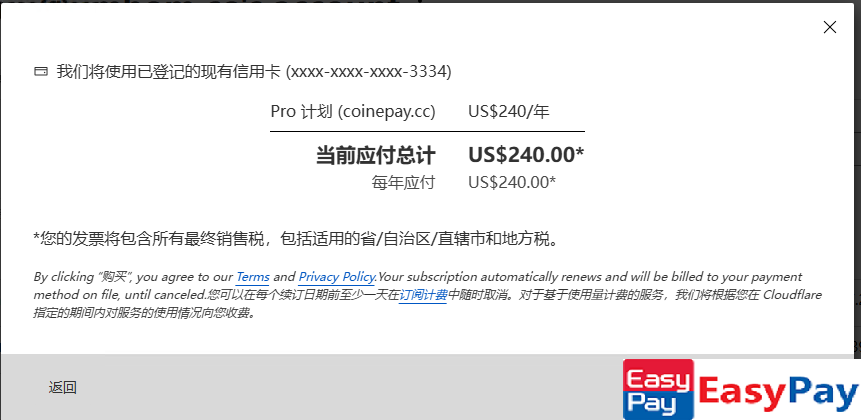 我们将使用已登记的现有信用卡 (xxxx-xxxx-xxxx-3334)
Pro 计划 (coinepay.cc) US$240/年
当前应付总计 US$240.00*
每年应付 US$240.00*
*您的发票将包含所有最终销售税，包括适用的省/自治区/直辖市和地方税。
By clicking “购买”, you agree to our Terms and Privacy Policy.Your subscription automatically renews and will be billed to your payment
method on file, until canceled.您可以在每个续订日期前至少一天在订阅计费中随时取消。对于基于使用量计费的服务，我们将根据您在 Cloudflare
指定的期间内对服务的使用情况向您收费。
返回
Easy
Pay
EasyPay